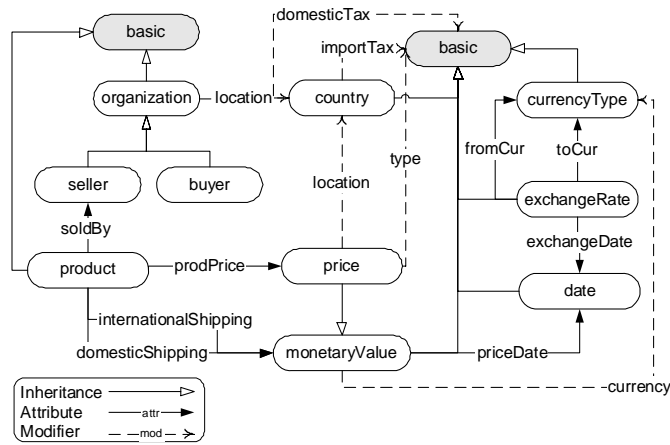 domesticTax
basic
importTax
basic
organization
location
country
currencyType
fromCur
toCur
type
seller
buyer
location
exchangeRate
soldBy
exchangeDate
product
prodPrice
price
date
internationalShipping
domesticShipping
monetaryValue
priceDate
currency
Inheritance
Attribute
attr
Modifier
mod